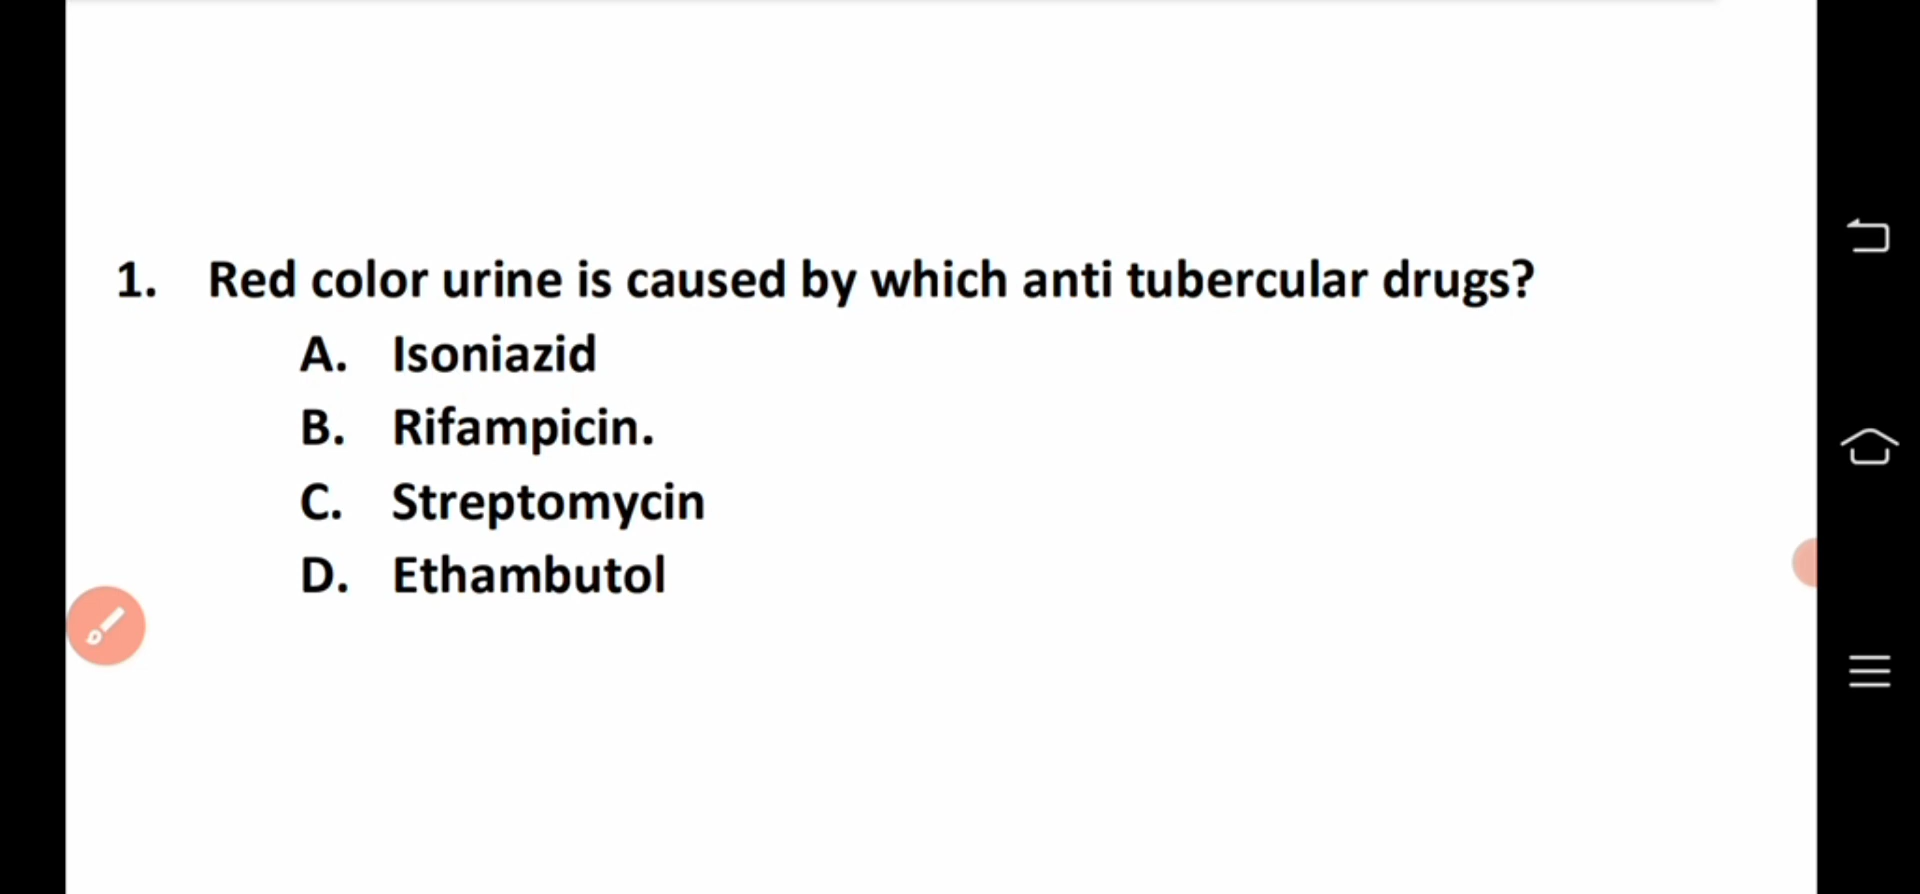 1. Red color urine is caused by which anti tubercular drugs?
A. Isoniazid
B. Rifampicin.
C. Streptomycin
D. Ethambutol